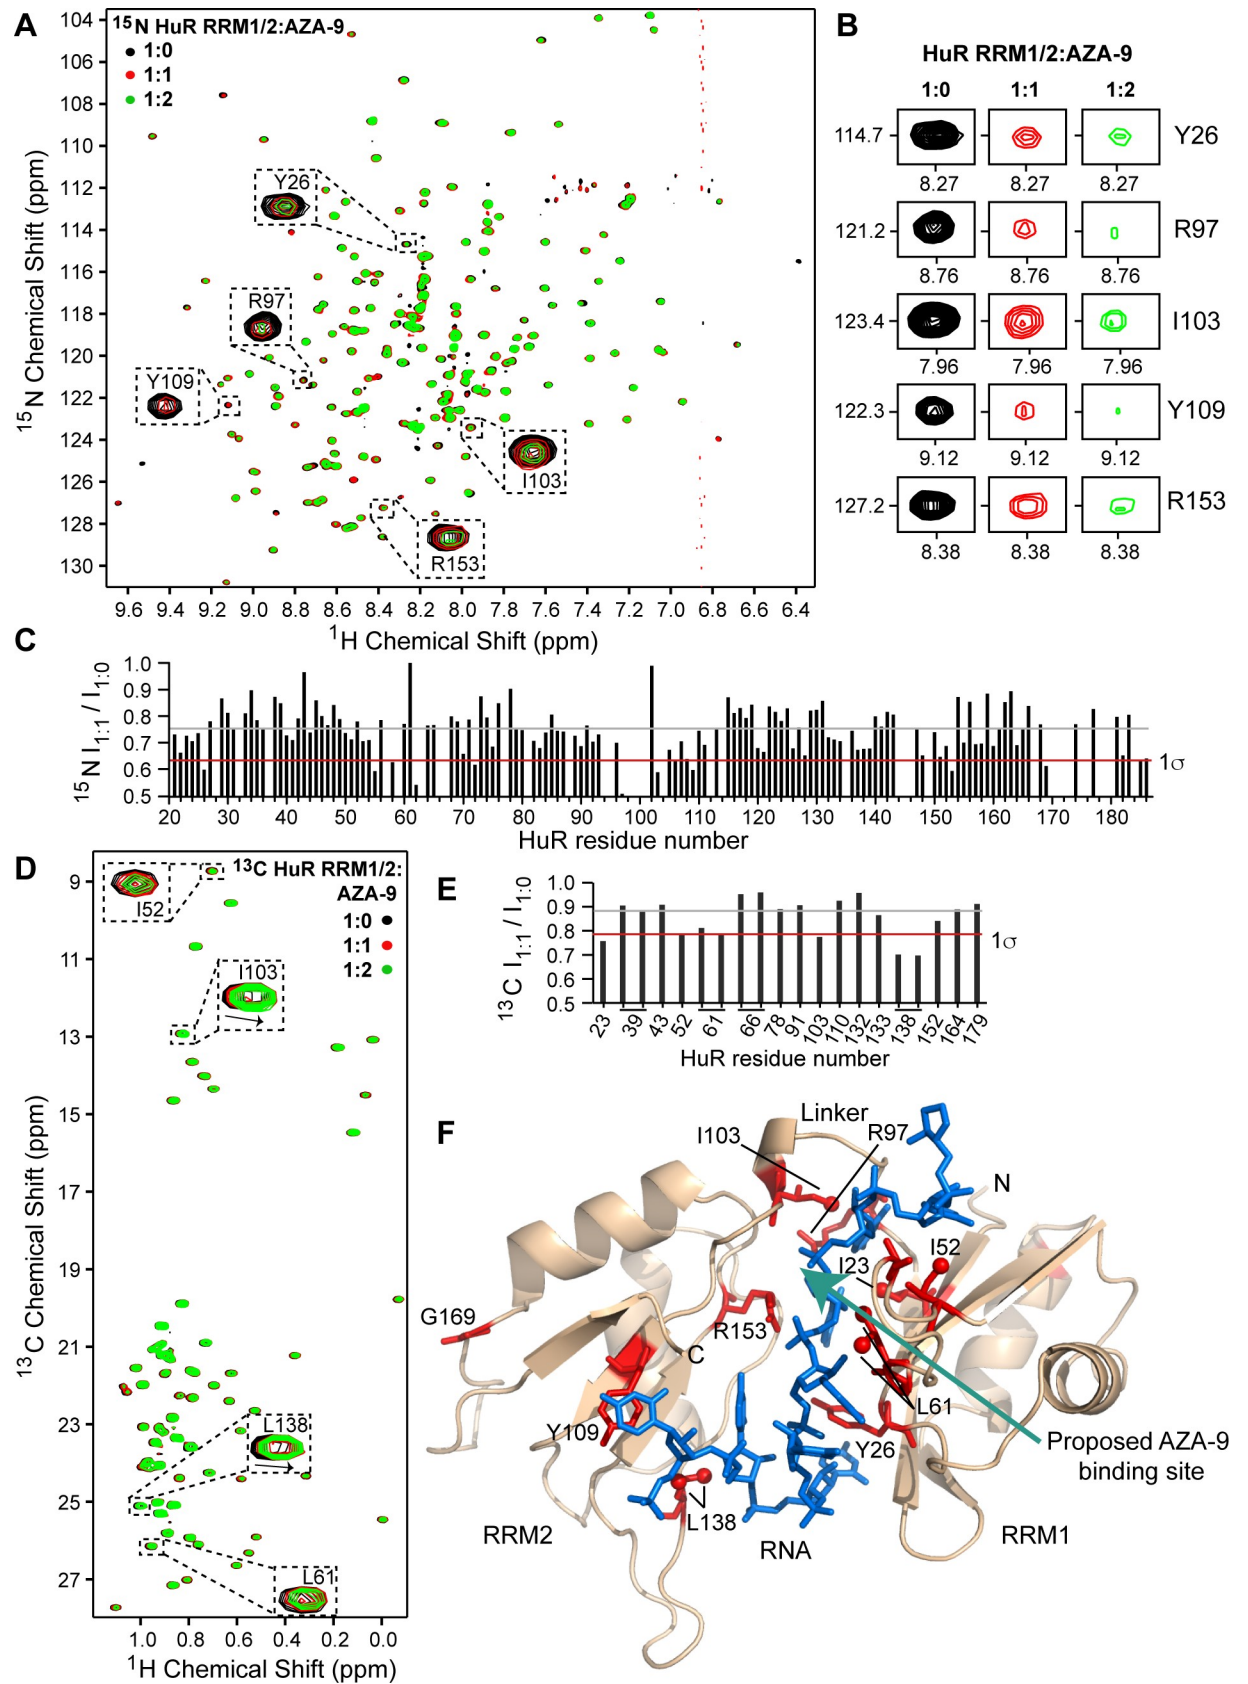 A
15N HuR RRM1/2:AZA-9
1:0
1:1
1:2
104
106
108
110
112
114
116
118
120
122
124
126
128
130
15N Chemical Shift (ppm)
Y26
R97
Y109
I103
R153
9.6 9.4 9.2 9.0 8.8 8.6 8.4 8.2 8.0 7.8 7.6 7.4 7.2 7.0 6.8 6.6 6.4
1H Chemical Shift (ppm)
B
HuR RRM1/2:AZA-9
1:0 1:1 1:2
114.7 Y26
8.27 8.27 8.27
121.2 R97
8.76 8.76 8.76
123.4 I103
7.96 7.96 7.96
122.3 Y109
9.12 9.12 9.12
127.2 R153
8.38 8.38 8.38
C
15N I1:1 / I1:0
1.0
0.9
0.8
0.7
0.6
0.5
1σ
20 30 40 50 60 70 80 90 100 110 120 130 140 150 160 170 180
HuR residue number
D
13C HuR RRM1/2:
AZA-9
1:0
1:1
1:2
I52
I103
L138
L61
9
11
13
15
17
19
21
23
25
27
13C Chemical Shift (ppm)
1.0 0.8 0.6 0.4 0.2 0.0
1H Chemical Shift (ppm)
E
13C I1:1 / I1:0
1.0
0.9
0.8
0.7
0.6
0.5
1σ
23 39 43 52 61 66 78 91 103 110 132 133 138 152 164 179
HuR residue number
F
Linker
I103
R97
N
I52
I23
G169
R153
C
L61
Y109
Y26
Proposed AZA-9
binding site
L138
RRM2
RNA
RRM1